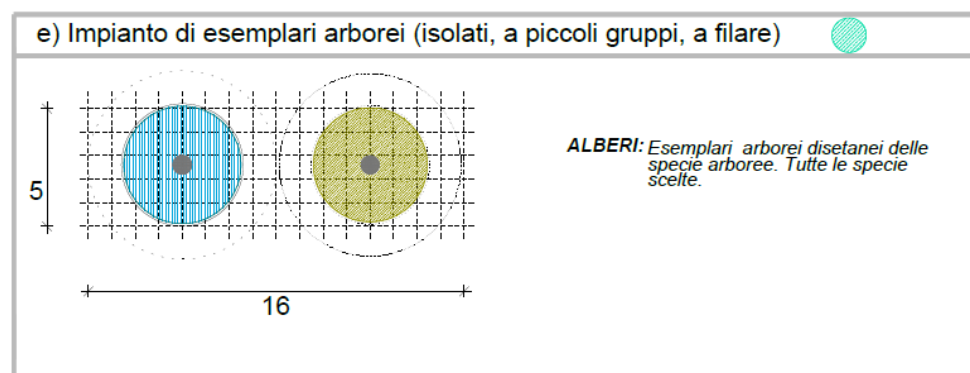 e) Impianto di esemplari arborei (isolati, a piccoli gruppi, a filare)
5
16
ALBERI: Esemplari arborei disetanei delle
specie arboree. Tutte le specie
scelte.